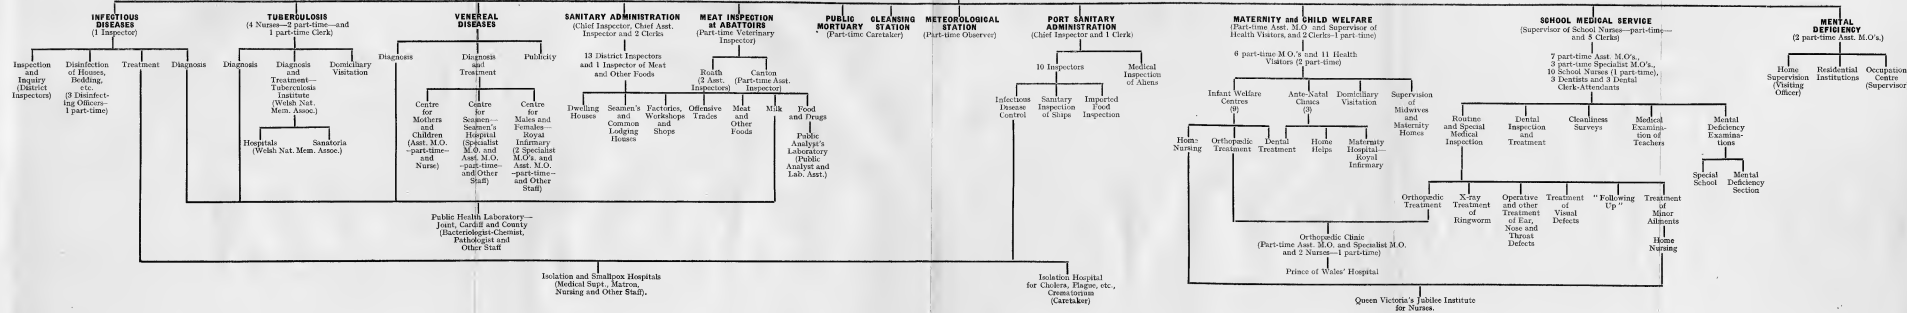 INFECTIOUS
DISEASES
(1 Inspector)
Inspection
and
Inquiry
(District
Inspectors)
Disinfection
of Houses,
Bedding,
etc.
(3 Disinfect-
ing Officers—
1 part-time)
Treatment
Diagnosis
TUBERCULOSIS
(4 Nurses—2 part-time—and
1 part-time Clerk)
Diagnosis
Diagnosis
and
Treatment—
Tuberculosis
Institute
(Welsh Nat.
Mem. Assoc.)
Domiciliary
Visitation
Hospitals
Sanatoria
(Welsh Nat. Mem. Assoc.)
VENEREAL
DISEASES
Diagnosis
Diagnosis
and
Treatment
Publicity
Centre
for
Mothers
and
Children
(Asst. M.O.
—part-time—
and
Nurse)
Centre
for
Seamen—
Seamen's
Hospital
(Specialist
M.O. and
Asst. M.O.
—part-time—
and Other
Staff)
Centre
for
Males and
Females—
Royal
Infirmary
(2 Specialist
M.O's. and
Asst. M.O.
—part-time—
and Other
Staff)
SANITARY ADMINISTRATION
(Chief Inspector, Chief Asst.
Inspector and 2 Clerks)
13 District Inspectors
and 1 Inspector of Meat
and Other Foods
Dwelling
Houses
Seamen's
and
Common
Lodging
Houses
Factories,
Workshops
and
Shops
Offensive
Trades
Meat
and
Other
Foods
Milk
Food
and Drugs
Public
Analyst's
Laboratory
(Public
Analyst and
Lab. Asst.)
MEAT INSPECTION
at ABATTOIRS
(Part-time Veterinary
Inspector)
Roath
(2 Asst.
Inspectors)
Canton
(Part-time Asst.
Inspector)
PUBLIC
MORTUARY
CLEANSING
STATION
(Part-time Caretaker)
METEOROLOGICAL
STATION
(Part-time Observer)
PORT SANITARY
ADMINISTRATION
(Chief Inspector and 1 Clerk)
10 Inspectors
Medical
Inspection
of Aliens
Infectious
Disease
Control
Sanitary
Inspection
of Ships
Imported
Food
Inspection
MATERNITY and CHILD WELFARE
(Part-time Asst. M.O. and Supervisor of
Health Visitors, and 2 Clerks—1 part-time)
6 part-time M.O.'s and 11 Health
Visitors (2 part-time)
Infant Welfare
Centres
(9)
Ante-Natal
Clinics
(3)
Domiciliary
Visitation
Supervision
of
Midwives
and
Maternity
Homes
Home
Nursing
Orthopædic
Treatment
Dental
Treatment
Home
Helps
Maternity
Hospital—
Royal
Infirmary
SCHOOL MEDICAL SERVICE
(Supervisor of School Nurses—part-time—
and 5 Clerks)
7 part-time Asst. M.O's.,
3 part-time Specialist M.O's.,
10 School Nurses (1 part-time),
3 Dentists and 3 Dental
Clerk-Attendants
Routine
and Special
Medical
Inspection
Dental
Inspection
and
Treatment
Cleanliness
Surveys
Medical
Examina-
tion of
Teachers
Mental
Deficiency
Examina-
tions
Special
School
Mental
Deficiency
Section
Orthopædic
Treatment
X-ray
Treatment
of
Ringworm
Operative
and other
Treatment
of Ear,
Nose and
Throat
Defects
Treatment
of
Visual
Defects
"Following
Up"
Treatment
of
Minor
Ailments
Home
Nursing
MENTAL
DEFICIENCY
(2 part-time Asst. M.O's.)
Home
Supervision
(Visiting
Officer)
Residential
Institutions
Occupation
Centre
(Supervisor
Public Health Laboratory—
Joint, Cardiff and County
(Bacteriologist-Chemist,
Pathologist and
Other Staff
Orthopædic Clinic
(Part-time Asst. M.O. and Specialist M.O.
and 2 Nurses—1 part-time)
Prince of Wales' Hospital
Isolation and Smallpox Hospitals
(Medical Supt., Matron,
Nursing and Other Staff).
Isolation Hospital
for Cholera, Plague, etc.,
Crematorium
(Caretaker)
Queen Victoria's Jubilee Institute
for Nurses.